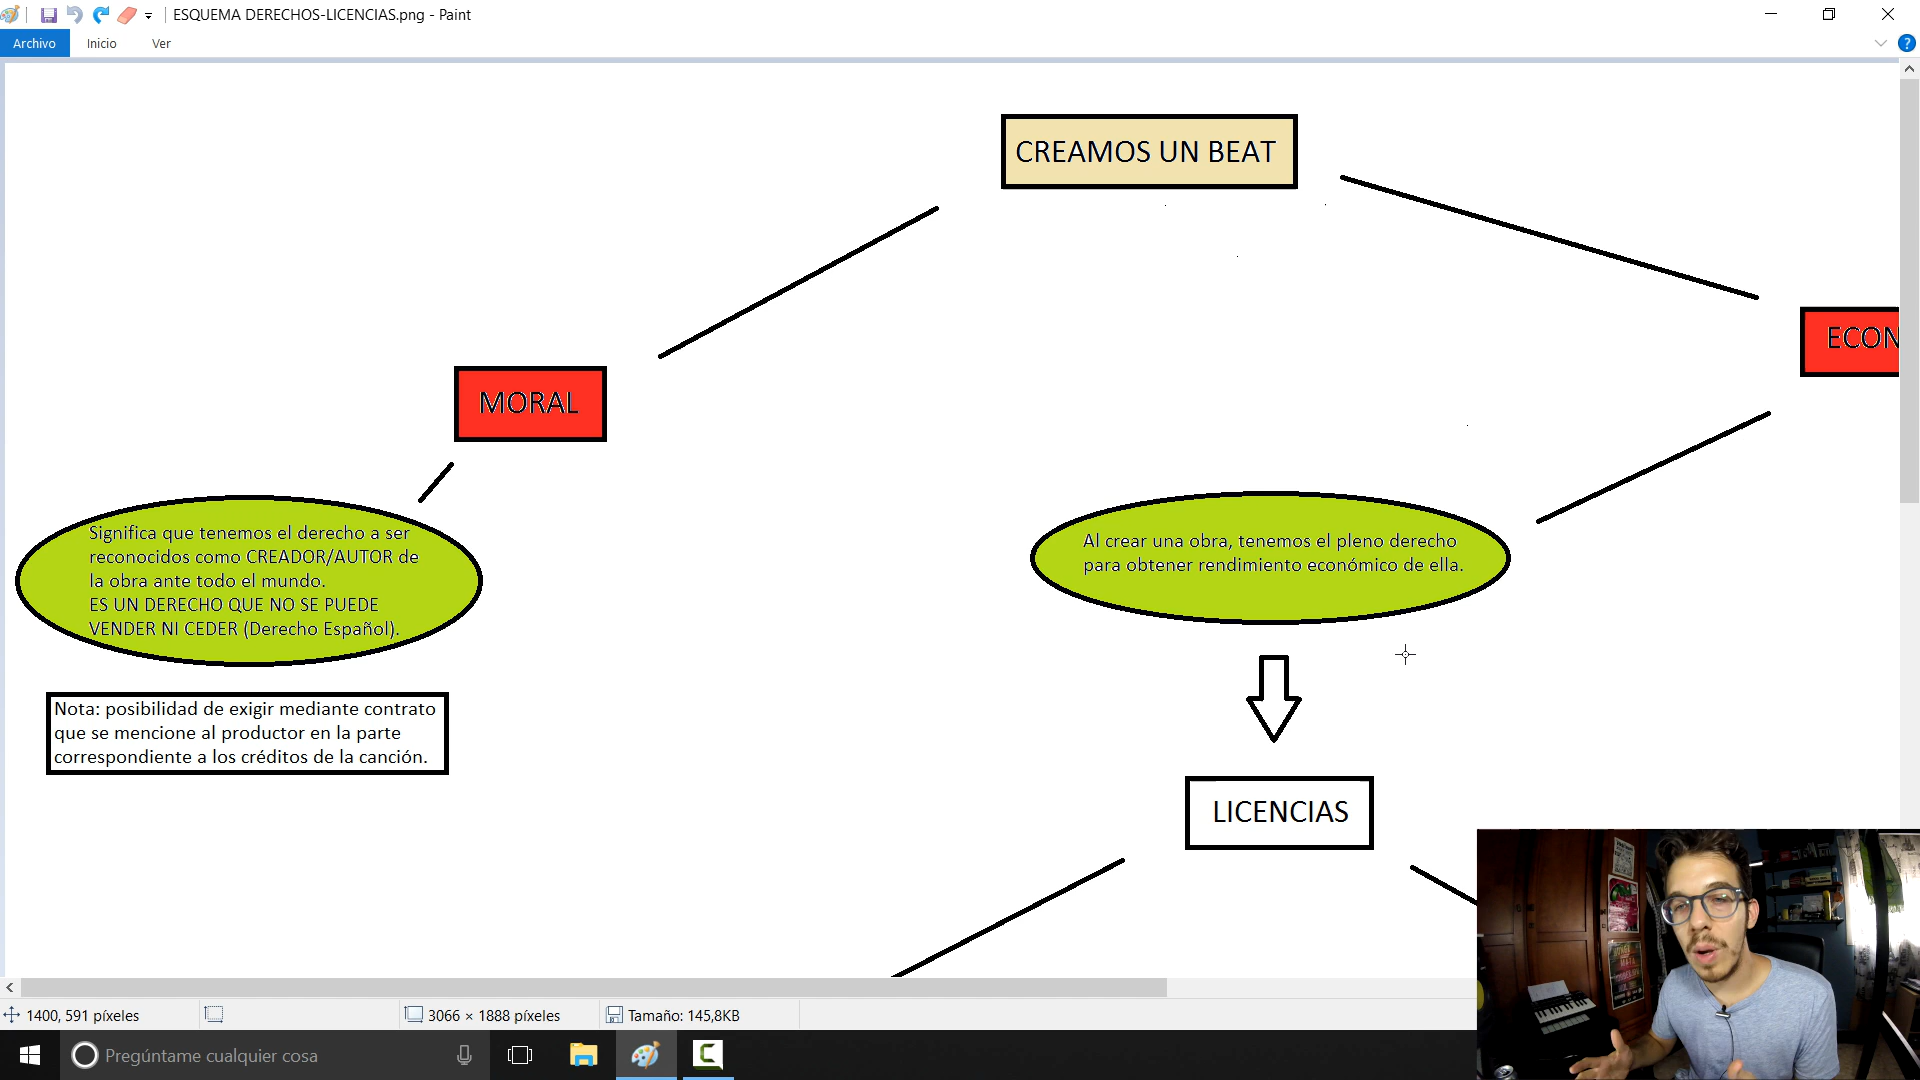 ESQUEMA DERECHOS-LICENCIAS.png - Paint
Archivo
Inicio
Ver
?
CREAMOS UN BEAT
ECON
MORAL
Significa que tenemos el derecho a ser
reconocidos como CREADOR/AUTOR de
la obra ante todo el mundo.
ES UN DERECHO QUE NO SE PUEDE
VENDER NI CEDER (Derecho Español).
Al crear una obra, tenemos el pleno derecho
para obtener rendimiento económico de ella.
Nota: posibilidad de exigir mediante contrato
que se mencione al productor en la parte
correspondiente a los créditos de la canción.
LICENCIAS
1400, 591 píxeles
3066 × 1888 píxeles
Tamaño: 145,8KB
Pregúntame cualquier cosa